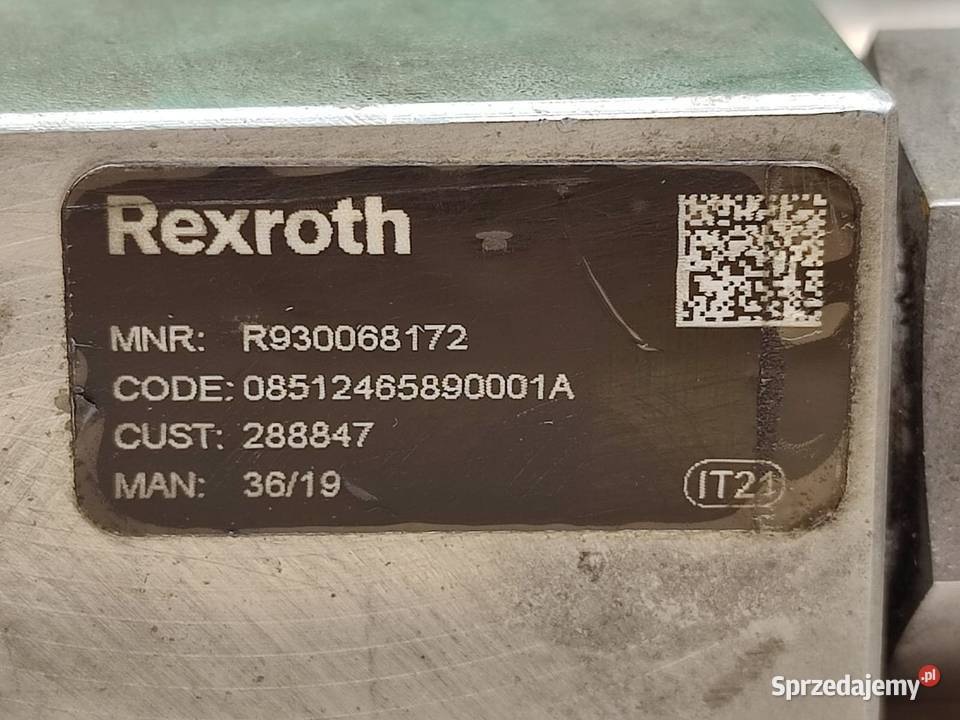 Rexroth
MNR: R930068172
CODE: 08512465890001A
CUST: 288847
MAN: 36/19
IT21
Sprzedajemy.pl